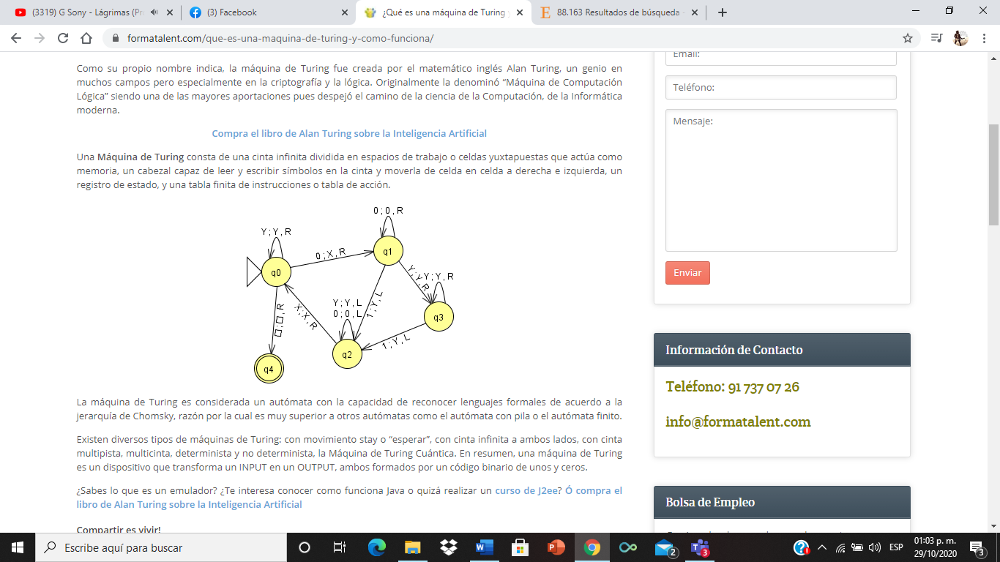 (3319) G Sony - Lágrimas (Pr
(3) Facebook
¿Qué es una máquina de Turing y
88.163 Resultados de búsqueda -
formatalent.com/que-es-una-maquina-de-turing-y-como-funciona/
Como su propio nombre indica, la máquina de Turing fue creada por el matemático inglés Alan Turing, un genio en
muchos campos pero especialmente en la criptografía y la lógica. Originalmente la denominó “Máquina de Computación
Lógica” siendo una de las mayores aportaciones pues despejó el camino de la ciencia de la Computación, de la Informática
moderna.
Compra el libro de Alan Turing sobre la Inteligencia Artificial
Una Máquina de Turing consta de una cinta infinita dividida en espacios de trabajo o celdas yuxtapuestas que actúa como
memoria, un cabezal capaz de leer y escribir símbolos en la cinta y moverla de celda en celda a derecha e izquierda, un
registro de estado, y una tabla finita de instrucciones o tabla de acción.
0 ; 0 , R
Y ; Y , R
0 ; X , R
q1
q0
Y ; Y , R
Y ; Y , R
Y ; Y , L
0 ; 0 , L
1 ; Y , L
X ; X , R
□ ; □ , R
q3
1 ; Y , L
q2
q4
La máquina de Turing es considerada un autómata con la capacidad de reconocer lenguajes formales de acuerdo a la
jerarquía de Chomsky, razón por la cual es muy superior a otros autómatas como el autómata con pila o el autómata finito.
Existen diversos tipos de máquinas de Turing: con movimiento stay o “esperar”, con cinta infinita a ambos lados, con cinta
multipista, multicinta, determinista y no determinista, la Máquina de Turing Cuántica. En resumen, una máquina de Turing
es un dispositivo que transforma un INPUT en un OUTPUT, ambos formados por un código binario de unos y ceros.
¿Sabes lo que es un emulador? ¿Te interesa conocer como funciona Java o quizá realizar un curso de J2ee? Ó compra el
libro de Alan Turing sobre la Inteligencia Artificial
Compartir es vivir!
Email:
Teléfono:
Mensaje:
Enviar
Información de Contacto
Teléfono: 91 737 07 26
info@formatalent.com
Bolsa de Empleo
Escribe aquí para buscar
2
3
ESP
01:03 p. m.
29/10/2020
3